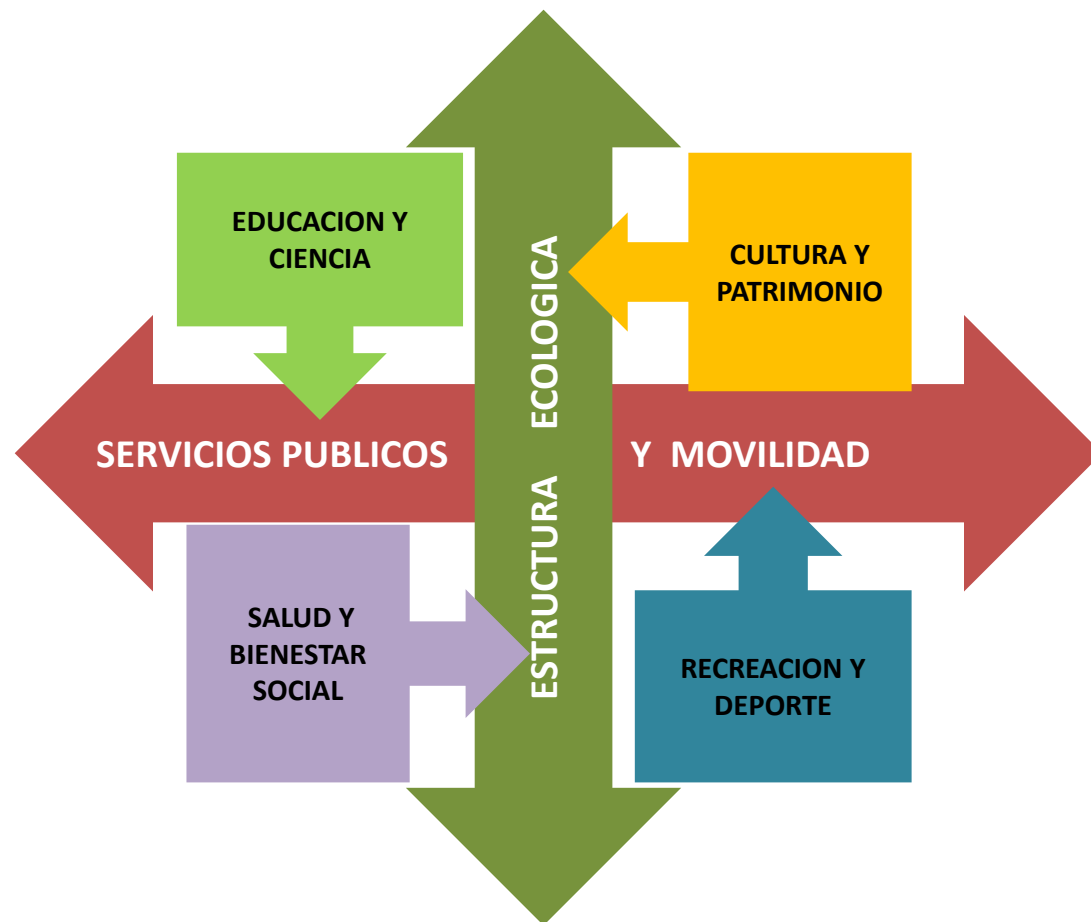 EDUCACION Y
CIENCIA
CULTURA Y
PATRIMONIO
ESTRUCTURA ECOLOGICA
SERVICIOS PUBLICOS Y MOVILIDAD
SALUD Y
BIENESTAR
SOCIAL
RECREACION Y
DEPORTE